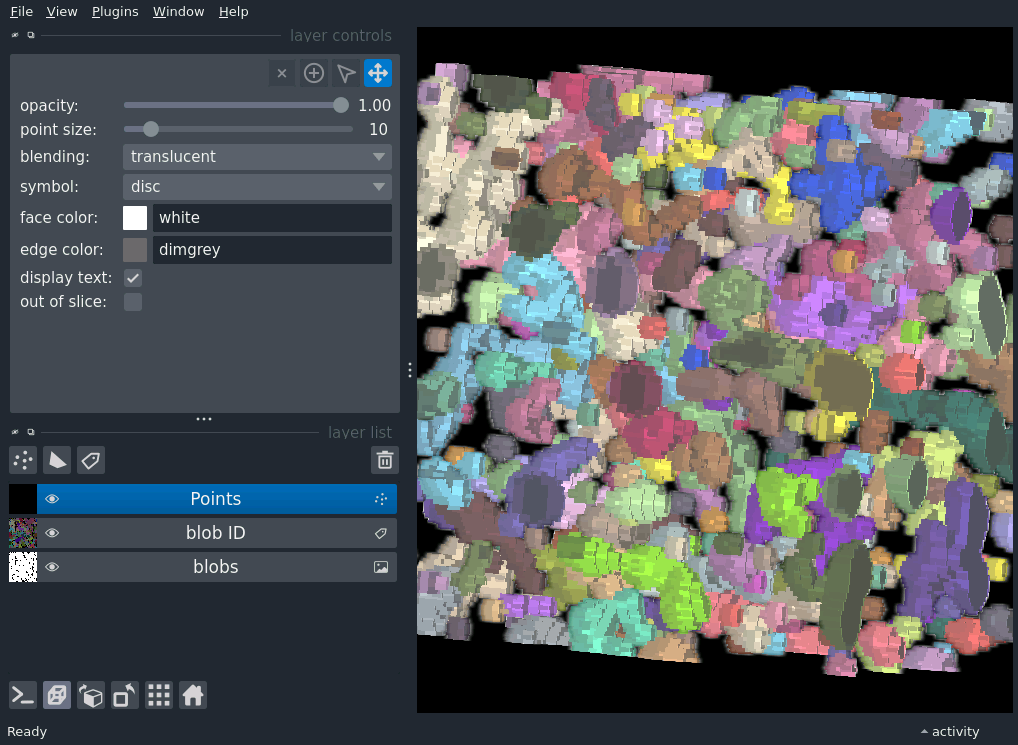 File View Plugins Window Help
layer controls
opacity: 1.00
point size: 10
blending: translucent
symbol: disc
face color: white
edge color: dimgrey
display text:
out of slice:
layer list
Points
blob ID
blobs
Ready activity